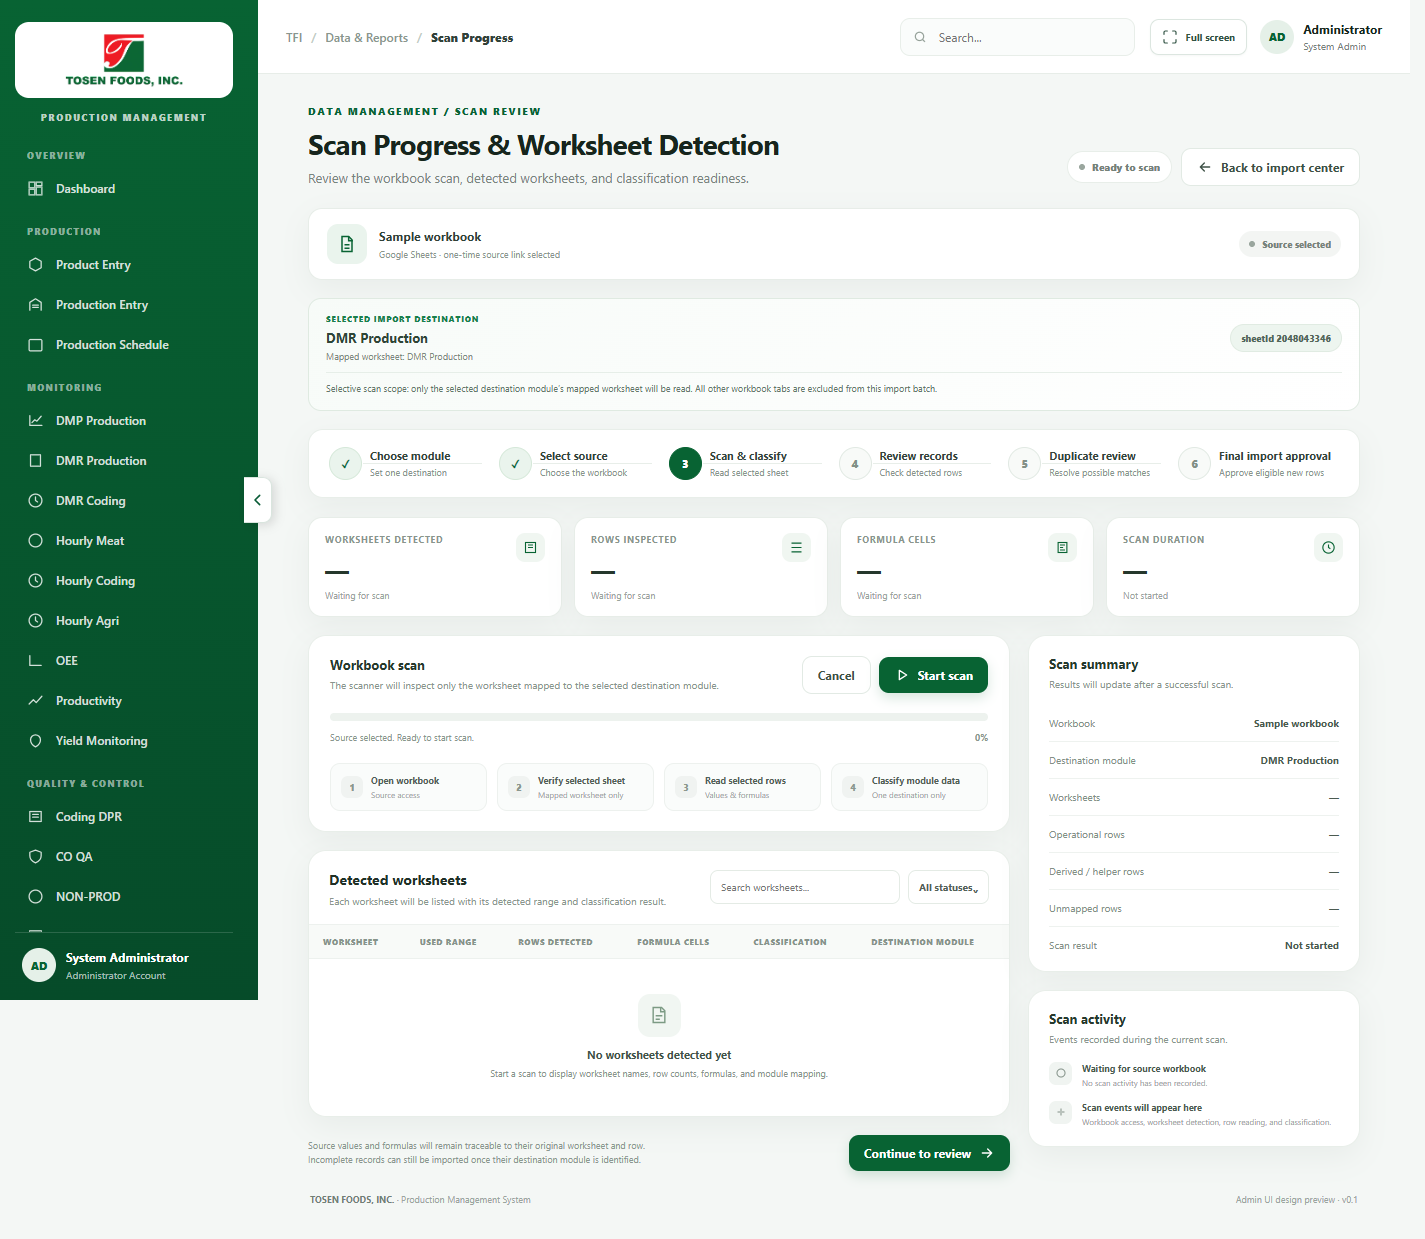 TOSEN FOODS, INC.
PRODUCTION MANAGEMENT
OVERVIEW
Dashboard
PRODUCTION
Product Entry
Production Entry
Production Schedule
MONITORING
DMP Production
DMR Production
DMR Coding
Hourly Meat
Hourly Coding
Hourly Agri
OEE
Productivity
Yield Monitoring
QUALITY & CONTROL
Coding DPR
CO QA
NON-PROD
AD
System Administrator
Administrator Account
TFI / Data & Reports / Scan Progress
Search...
Full screen
AD
Administrator
System Admin
DATA MANAGEMENT / SCAN REVIEW
Scan Progress & Worksheet Detection
Review the workbook scan, detected worksheets, and classification readiness.
Ready to scan
Back to import center
Sample workbook
Google Sheets · one-time source link selected
Source selected
SELECTED IMPORT DESTINATION
DMR Production
Mapped worksheet: DMR Production
sheetId 2048043346
Selective scan scope: only the selected destination module's mapped worksheet will be read. All other workbook tabs are excluded from this import batch.
✓ Choose module
Set one destination
✓ Select source
Choose the workbook
3 Scan & classify
Read selected sheet
4 Review records
Check detected rows
5 Duplicate review
Resolve possible matches
6 Final import approval
Approve eligible new rows
WORKSHEETS DETECTED
—
Waiting for scan
ROWS INSPECTED
—
Waiting for scan
FORMULA CELLS
—
Waiting for scan
SCAN DURATION
—
Not started
Workbook scan
The scanner will inspect only the worksheet mapped to the selected destination module.
Cancel
Start scan
Source selected. Ready to start scan.
0%
1 Open workbook
Source access
2 Verify selected sheet
Mapped worksheet only
3 Read selected rows
Values & formulas
4 Classify module data
One destination only
Detected worksheets
Each worksheet will be listed with its detected range and classification result.
Search worksheets...
All statuses
WORKSHEET USED RANGE ROWS DETECTED FORMULA CELLS CLASSIFICATION DESTINATION MODULE
No worksheets detected yet
Start a scan to display worksheet names, row counts, formulas, and module mapping.
Source values and formulas will remain traceable to their original worksheet and row.
Incomplete records can still be imported once their destination module is identified.
Continue to review
Scan summary
Results will update after a successful scan.
Workbook Sample workbook
Destination module DMR Production
Worksheets —
Operational rows —
Derived / helper rows —
Unmapped rows —
Scan result Not started
Scan activity
Events recorded during the current scan.
Waiting for source workbook
No scan activity has been recorded.
Scan events will appear here
Workbook access, worksheet detection, row reading, and classification.
TOSEN FOODS, INC. · Production Management System
Admin UI design preview · v0.1